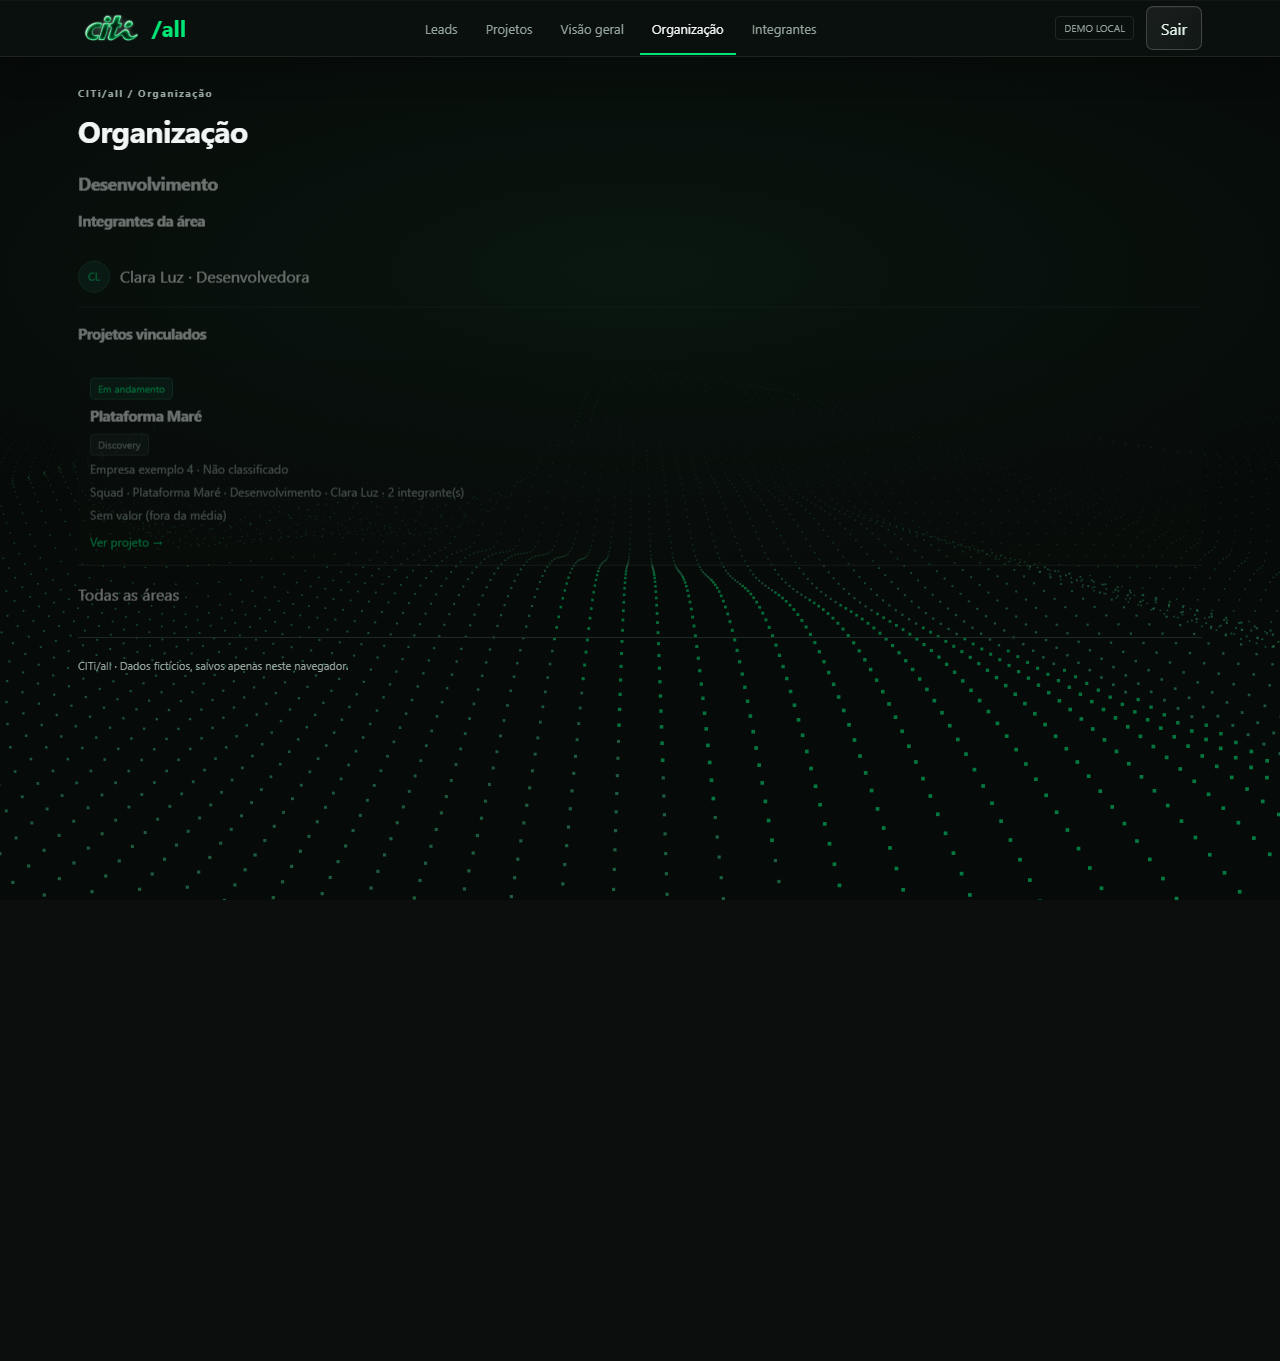 citi /all
Leads
Projetos
Visão geral
Organização
Integrantes
DEMO LOCAL
Sair
CITi/all / Organização
Organização
Desenvolvimento
Integrantes da área
CL
Clara Luz · Desenvolvedora
Projetos vinculados
Em andamento
Plataforma Maré
Discovery
Empresa exemplo 4 · Não classificado
Squad · Plataforma Maré · Desenvolvimento · Clara Luz · 2 integrante(s)
Sem valor (fora da média)
Ver projeto →
Todas as áreas
CITi/all · Dados fictícios, salvos apenas neste navegador.